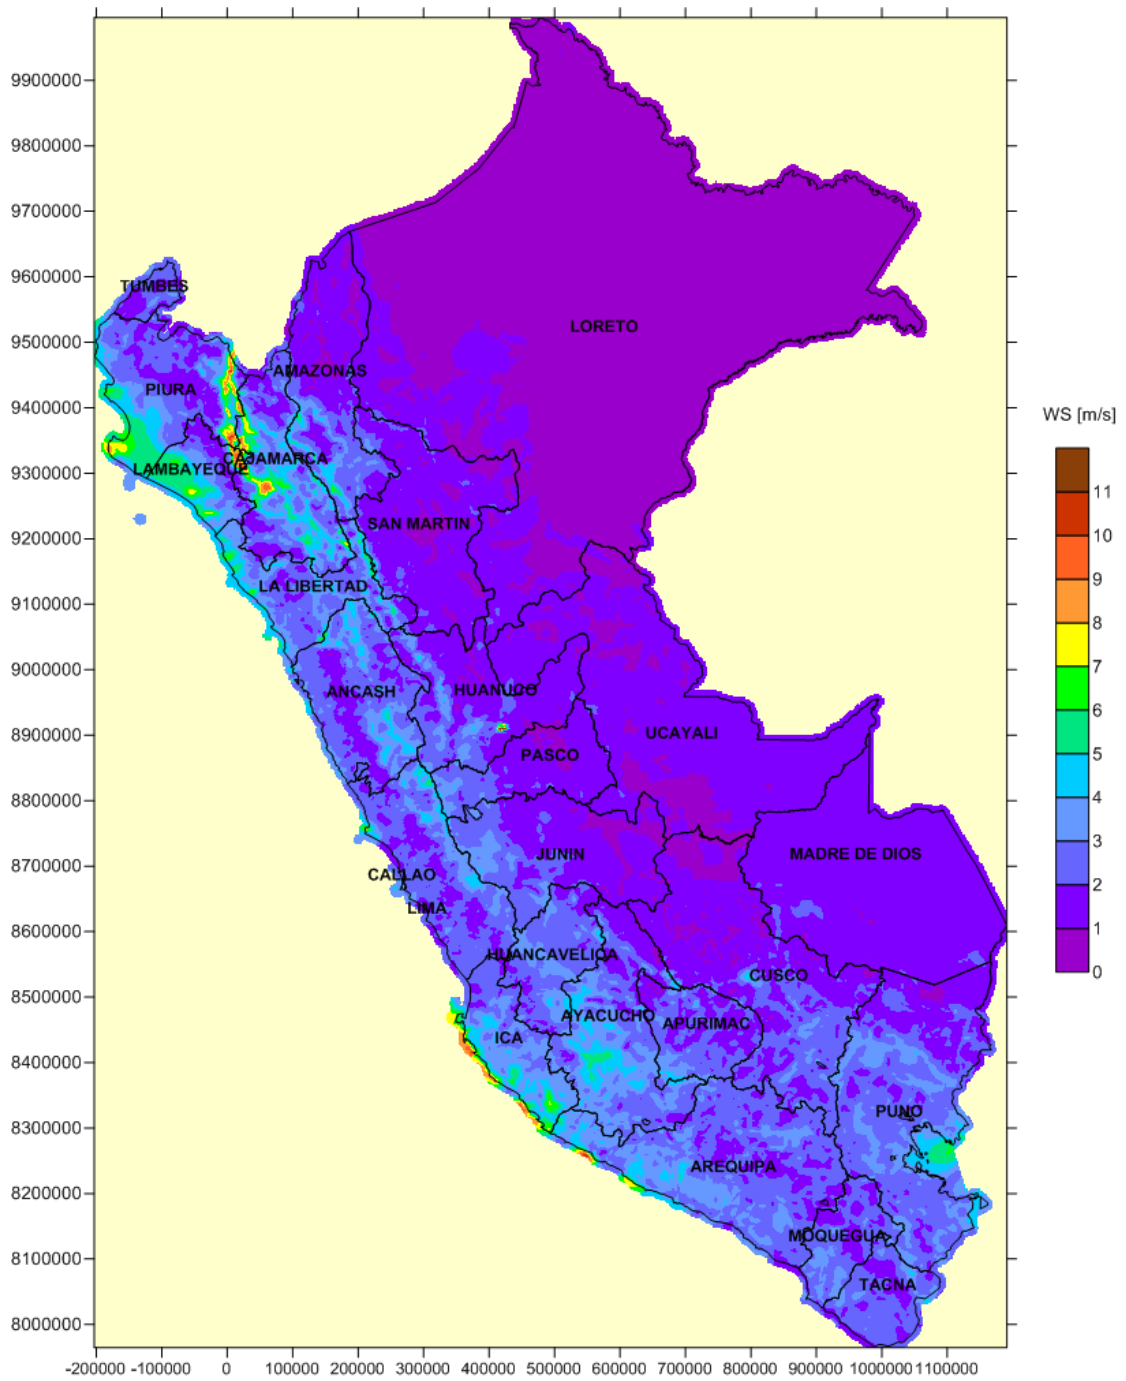 9900000
9800000
9700000
9600000
9500000
9400000
9300000
9200000
9100000
9000000
8900000
8800000
8700000
8600000
8500000
8400000
8300000
8200000
8100000
8000000
TUMBES
LORETO
AMAZONAS
PIURA
CAJAMARCA
LAMBAYEQUE
SAN MARTIN
LA LIBERTAD
ANCASH
HUANUCO
UCAYALI
PASCO
JUNIN
MADRE DE DIOS
CALLAO
LIMA
HUANCAVELICA
CUSCO
AYACUCHO
APURIMAC
ICA
PUNO
AREQUIPA
MOQUEGUA
TACNA
-200000 -100000 0 100000 200000 300000 400000 500000 600000 700000 800000 900000 1000000 1100000
WS [m/s]
11
10
9
8
7
6
5
4
3
2
1
0